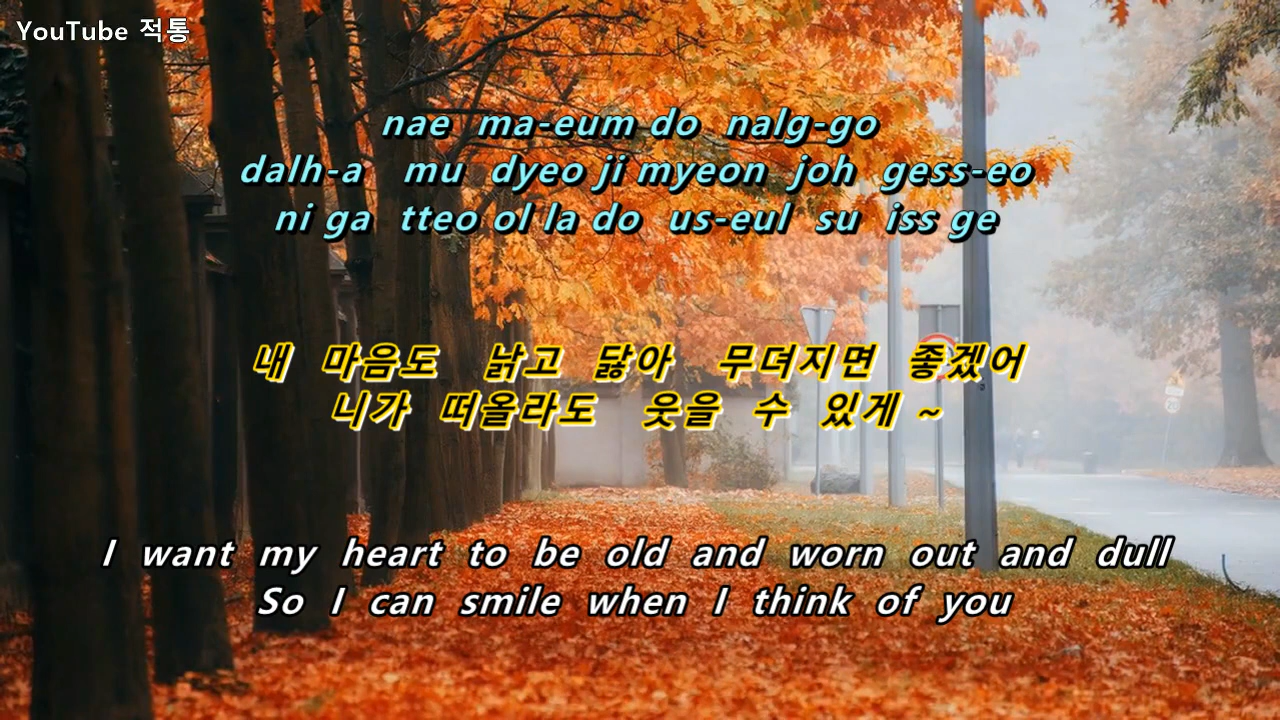 YouTube 적통
nae ma-eum do nalg-go
dalh-a mu dyeo ji myeon joh gess-eo
ni ga tteo ol la do us-eul su iss ge
내 마음도 낡고 닳아 무뎌지면 좋겠어
니가 떠올라도 웃을 수 있게 ~
I want my heart to be old and worn out and dull
So I can smile when I think of you